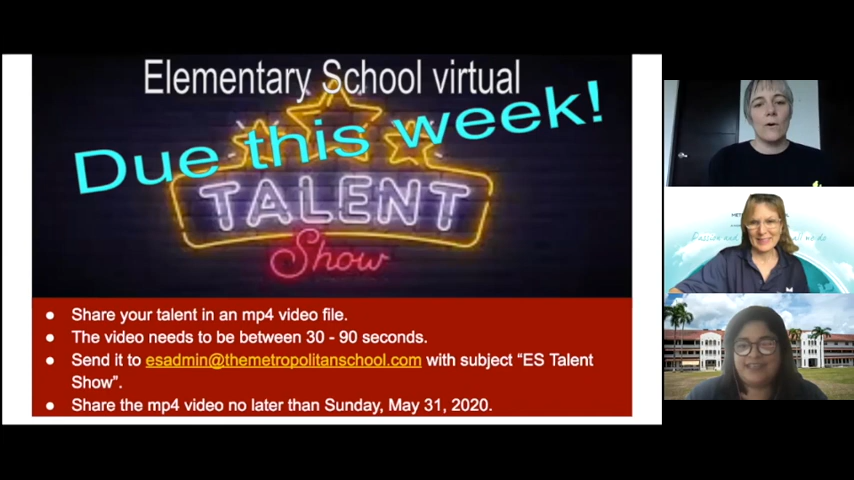 Elementary School virtual
Due this week!
TALENT
Show
● Share your talent in an mp4 video file.
● The video needs to be between 30 - 90 seconds.
● Send it to esadmin@themetropolitanschool.com with subject “ES Talent
Show”.
● Share the mp4 video no later than Sunday, May 31, 2020.